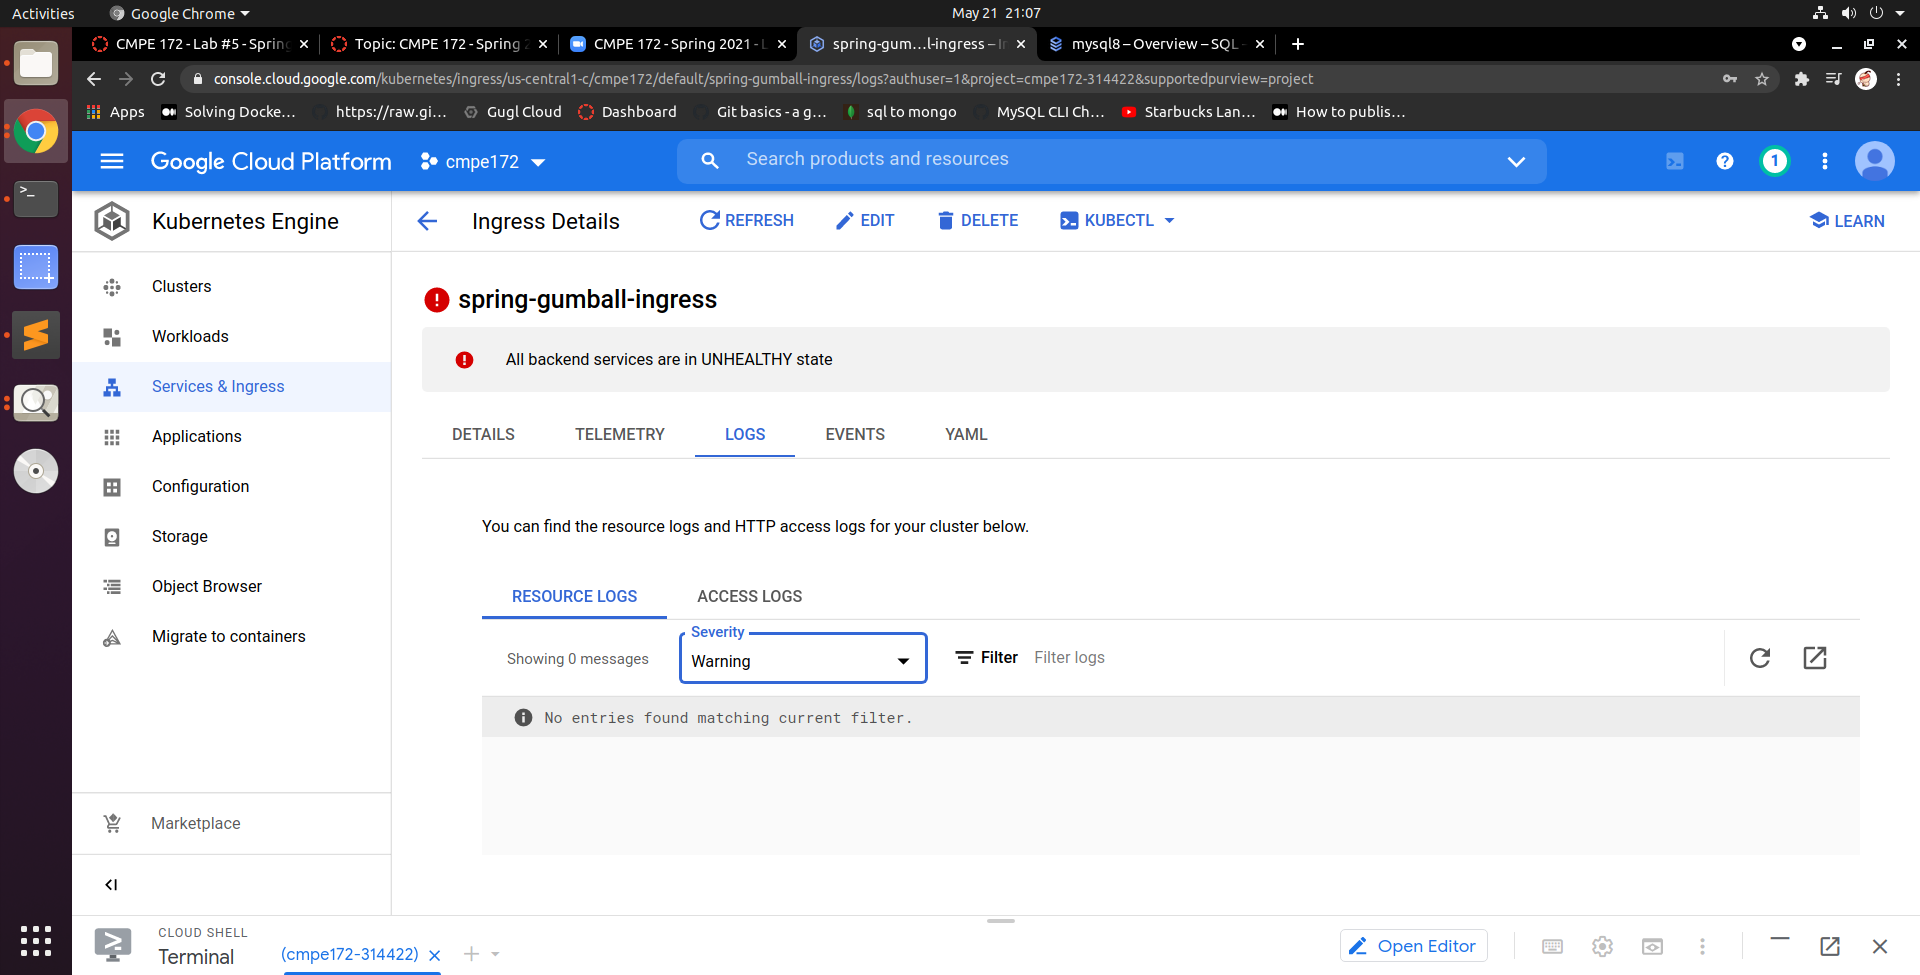 Activities
Google Chrome
May 21 21:07
CMPE 172 - Lab #5 - Spring
Topic: CMPE 172 - Spring 2
CMPE 172 - Spring 2021 - L
spring-gum...l-ingress – In
mysql8 – Overview – SQL -
console.cloud.google.com/kubernetes/ingress/us-central1-c/cmpe172/default/spring-gumball-ingress/logs?authuser=1&project=cmpe172-314422&supportedpurview=project
Apps
Solving Docke...
https://raw.gi...
Gugl Cloud
Dashboard
Git basics - a g...
sql to mongo
MySQL CLI Ch...
Starbucks Lan...
How to publis...
Google Cloud Platform
cmpe172
Search products and resources
1
Kubernetes Engine
Ingress Details
REFRESH
EDIT
DELETE
KUBECTL
LEARN
Clusters
Workloads
Services & Ingress
Applications
Configuration
Storage
Object Browser
Migrate to containers
Marketplace
spring-gumball-ingress
All backend services are in UNHEALTHY state
DETAILS
TELEMETRY
LOGS
EVENTS
YAML
You can find the resource logs and HTTP access logs for your cluster below.
RESOURCE LOGS
ACCESS LOGS
Showing 0 messages
Severity
Warning
Filter
Filter logs
No entries found matching current filter.
CLOUD SHELL
Terminal
(cmpe172-314422)
Open Editor